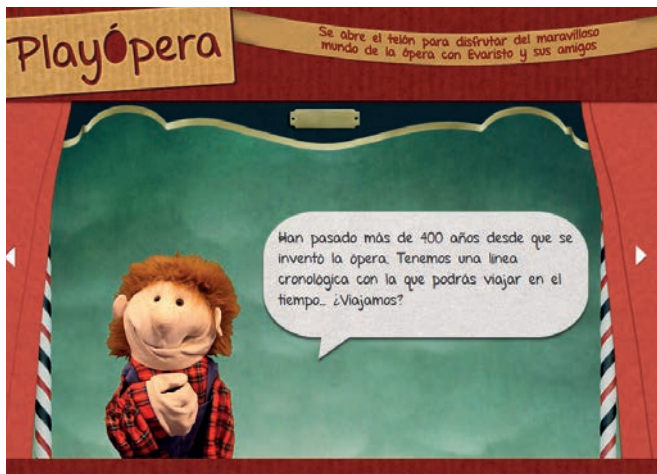 PlayÓpera
Se abre el telón para disfrutar del maravilloso
mundo de la ópera con Evaristo y sus amigos
Han pasado más de 400 años desde que se
inventó la ópera. Tenemos una línea
cronológica con la que podrás viajar en el
tiempo... ¿Viajamos?